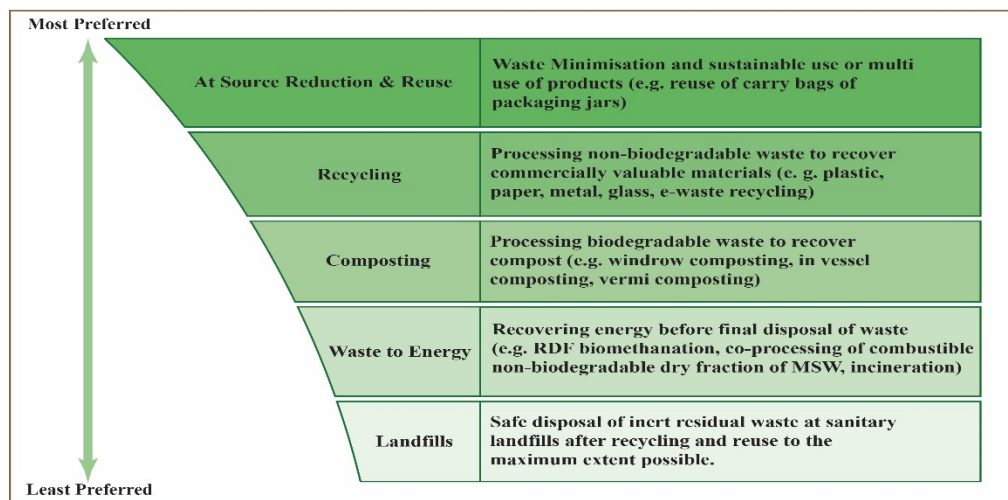 Most Preferred
At Source Reduction & Reuse
Waste Minimisation and sustainable use or multi
use of products (e.g. reuse of carry bags of
packaging jars)
Recycling
Processing non-biodegradable waste to recover
commercially valuable materials (e. g. plastic,
paper, metal, glass, e-waste recycling)
Composting
Processing biodegradable waste to recover
compost (e.g. windrow composting, in vessel
composting, vermi composting)
Waste to Energy
Recovering energy before final disposal of waste
(e.g. RDF biomethanation, co-processing of combustible
non-biodegradable dry fraction of MSW, incineration)
Landfills
Safe disposal of inert residual waste at sanitary
landfills after recycling and reuse to the
maximum extent possible.
Least Preferred